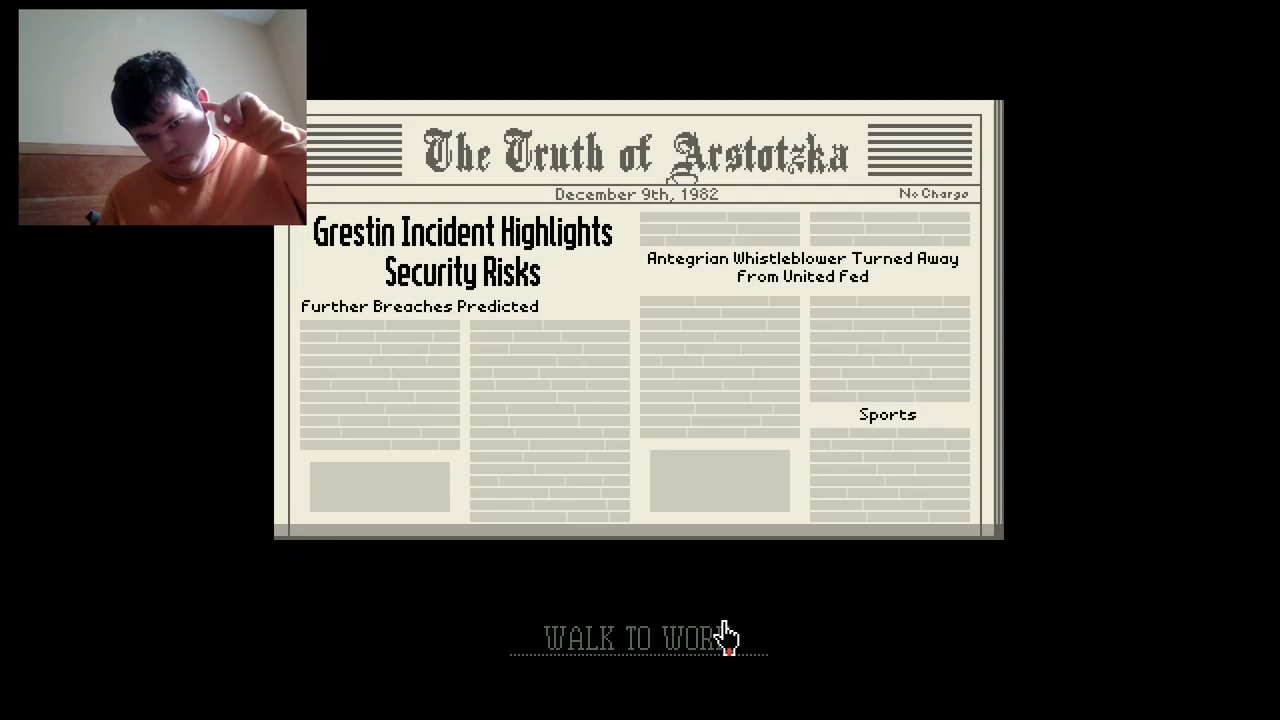 The Truth of Arstotzka
December 9th, 1982
No Charge
Grestin Incident Highlights
Security Risks
Further Breaches Predicted
Antegrian Whistleblower Turned Away
From United Fed
Sports
WALK TO WORK